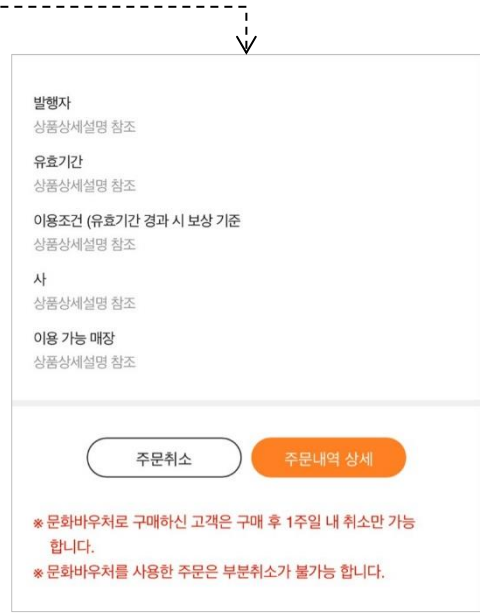 발행자
상품상세설명 참조
유효기간
상품상세설명 참조
이용조건 (유효기간 경과 시 보상 기준
상품상세설명 참조
사
상품상세설명 참조
이용 가능 매장
상품상세설명 참조
주문취소 주문내역 상세
※ 문화바우처로 구매하신 고객은 구매 후 1주일 내 취소만 가능
합니다.
※ 문화바우처를 사용한 주문은 부분취소가 불가능 합니다.